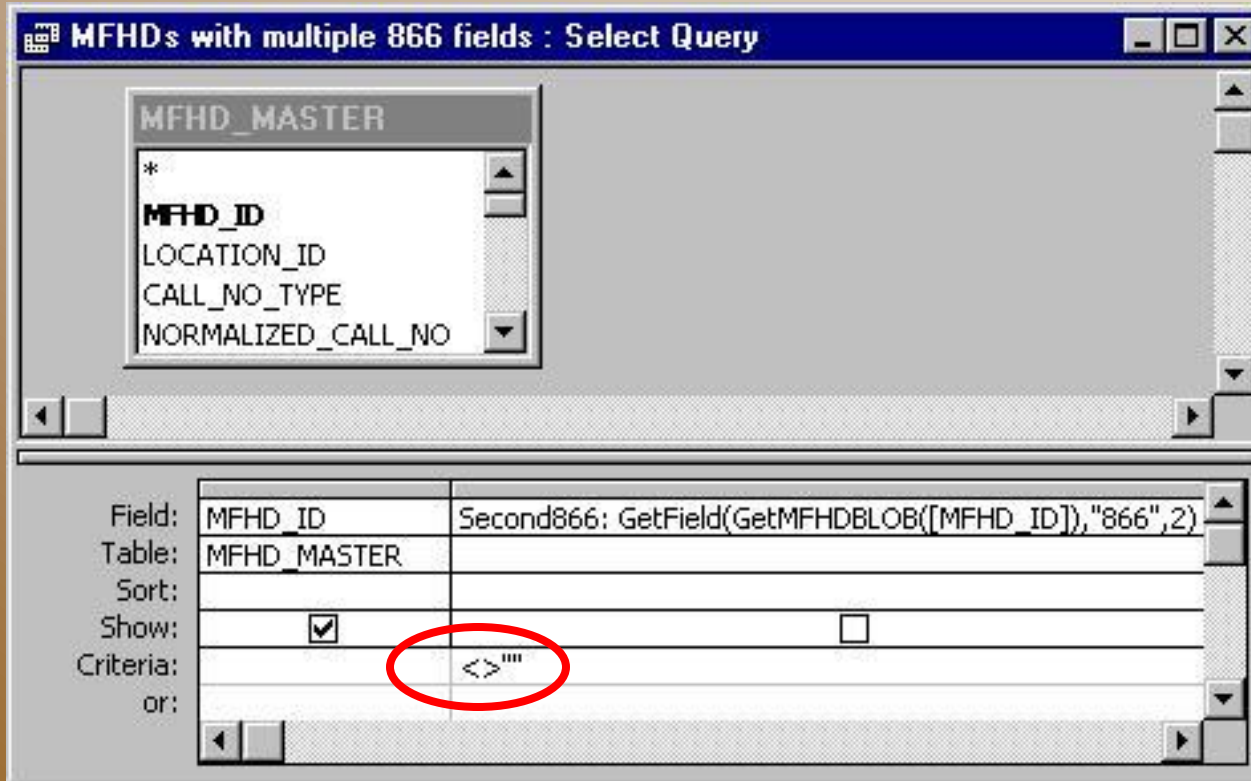 MFHDs with multiple 866 fields : Select Query
MFHD_MASTER
*
MFHD_ID
LOCATION_ID
CALL_NO_TYPE
NORMALIZED_CALL_NO
Field: MFHD_ID Second866: GetField(GetMFHDBLOB([MFHD_ID]),"866",2)
Table: MFHD_MASTER
Sort:
Show:
Criteria: <>""
or: